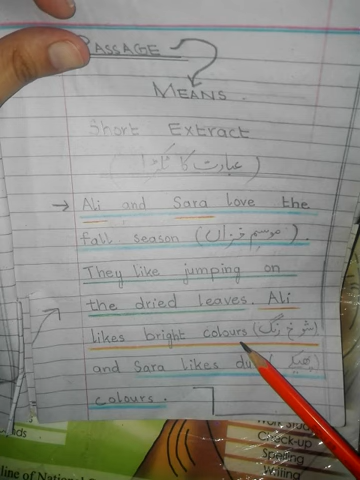 PASSAGE
MEANS.
Short Extract
(عبارت کا
→ Ali and Sara love the
fall season (موسمِ خزاں).
They like jumping on
the dried leaves. Ali
likes bright colours (شوخ رنگ)
and Sara likes
colours.
Check-up
Spelling
Writing